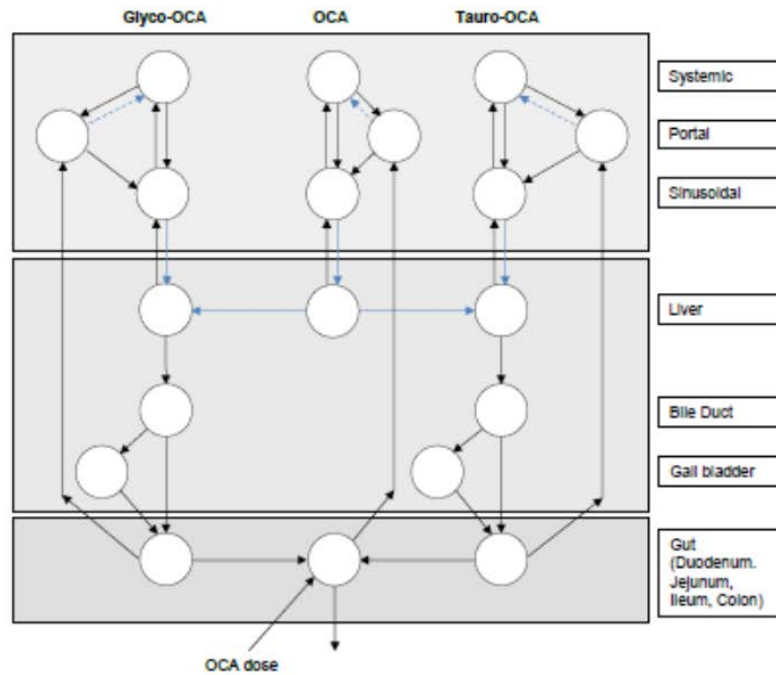 Glyco-OCA OCA Tauro-OCA
Systemic
Portal
Sinusoidal
Liver
Bile Duct
Gall bladder
Gut
(Duodenum.
Jejunum,
Ileum, Colon)
OCA dose